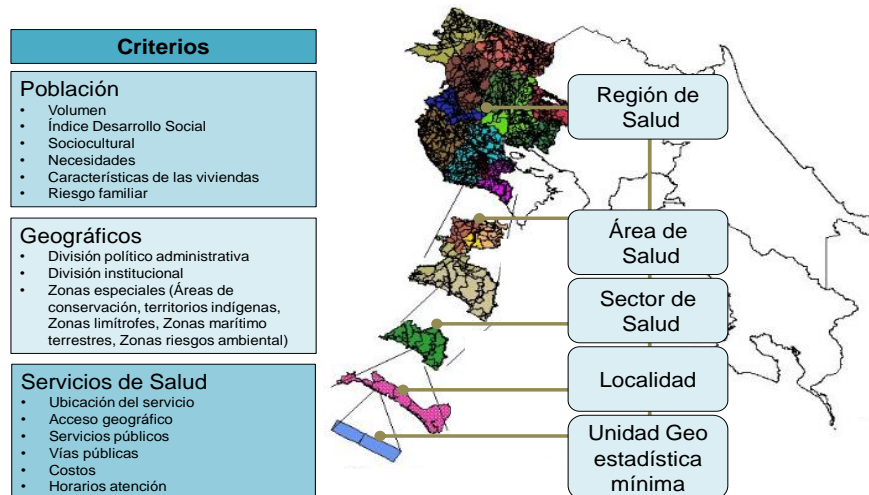 Criterios
Población
• Volumen
• Índice Desarrollo Social
• Sociocultural
• Necesidades
• Características de las viviendas
• Riesgo familiar
Geográficos
• División político administrativa
• División institucional
• Zonas especiales (Áreas de
conservación, territorios indígenas,
Zonas limítrofes, Zonas marítimo
terrestres, Zonas riesgos ambiental)
Servicios de Salud
• Ubicación del servicio
• Acceso geográfico
• Servicios públicos
• Vías públicas
• Costos
• Horarios atención
Región de
Salud
Área de
Salud
Sector de
Salud
Localidad
Unidad Geo
estadística
mínima